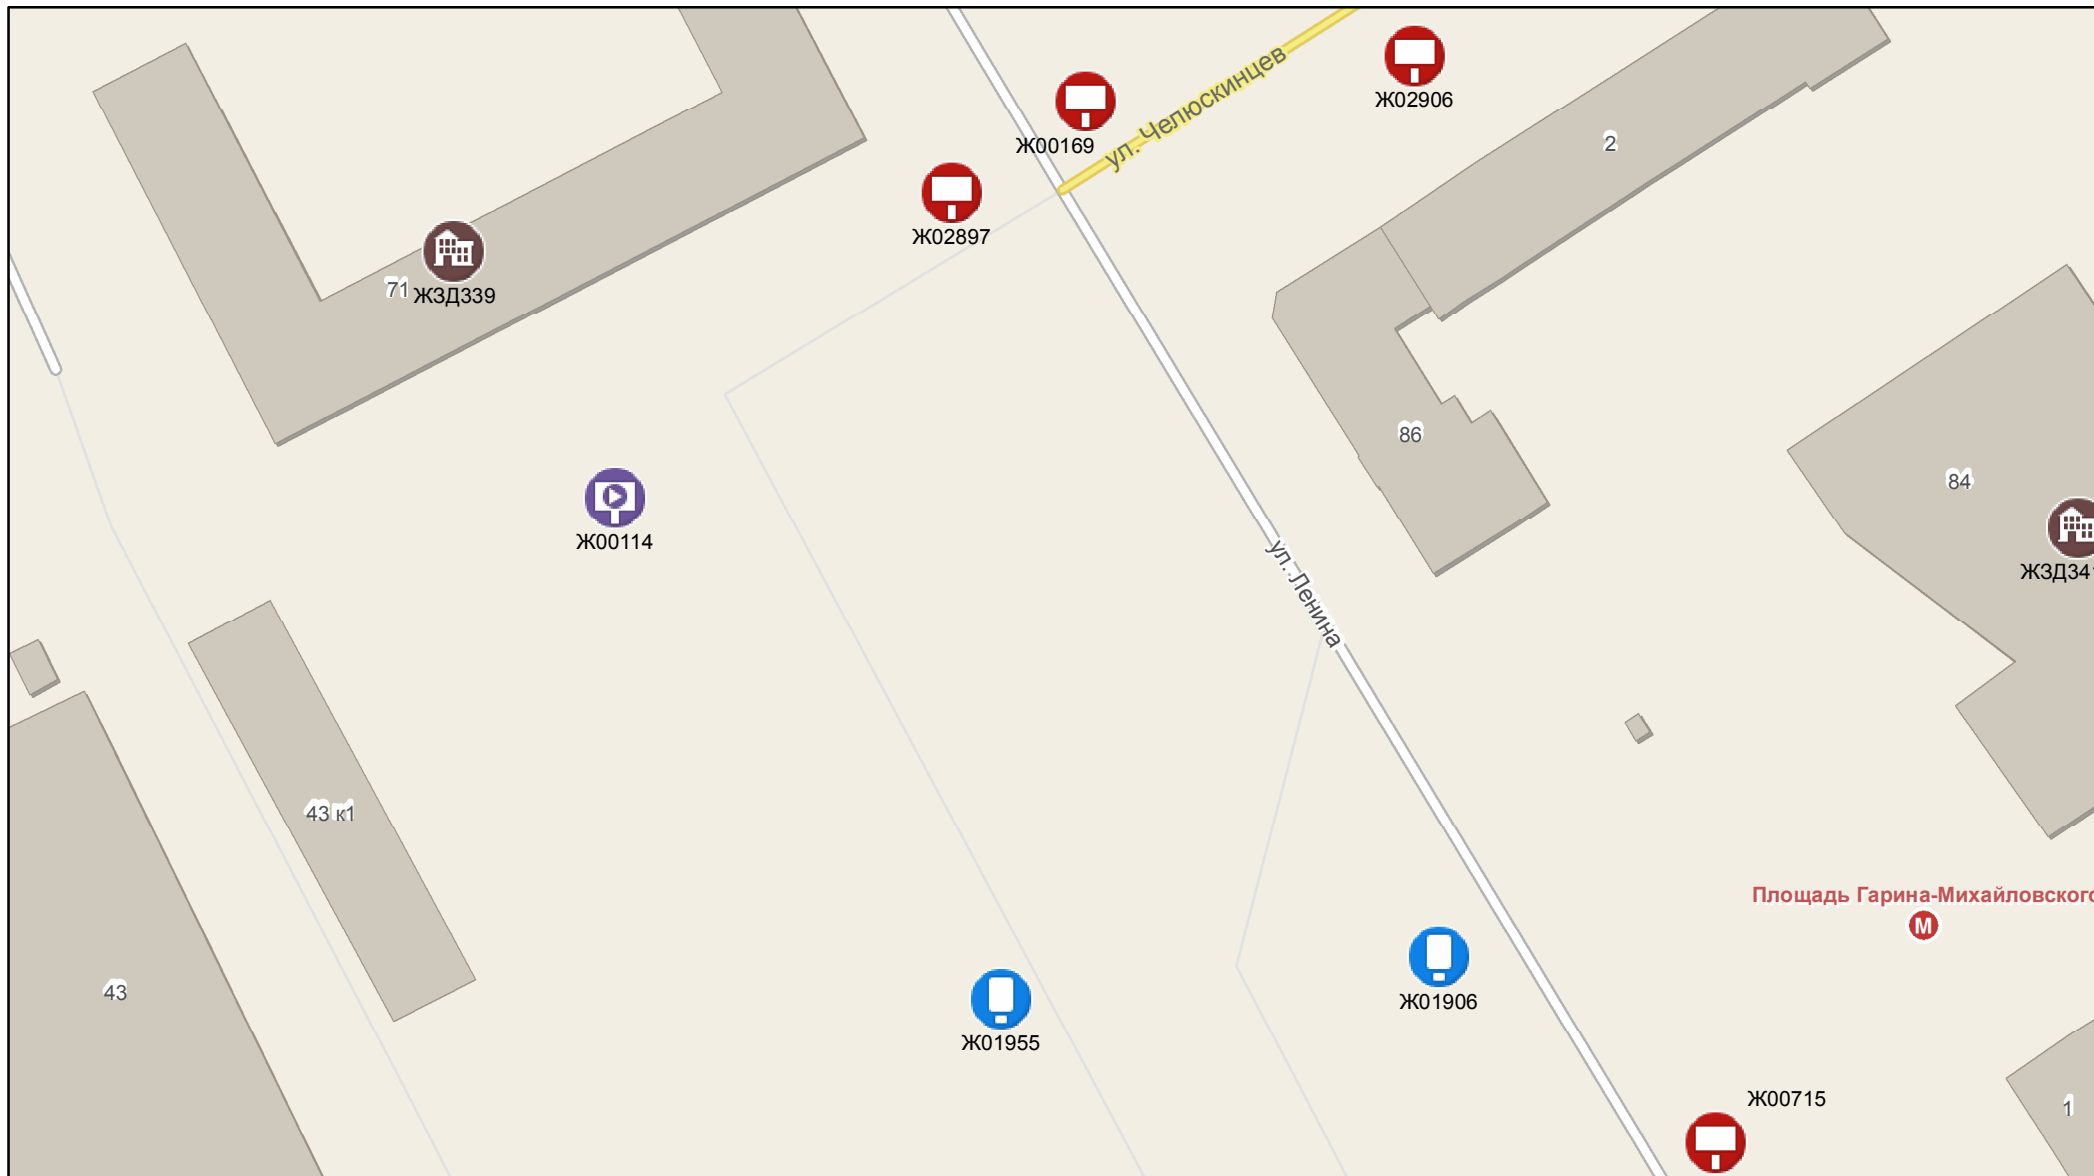 ул. Челюскинцев
Ж02906
Ж00169
2
Ж02897
71
ЖЗД339
86
84
Ж00114
ул. Ленина
ЖЗД34
43 к1
Площадь Гарина-Михайловского
М
43
Ж01906
Ж01955
Ж00715
1